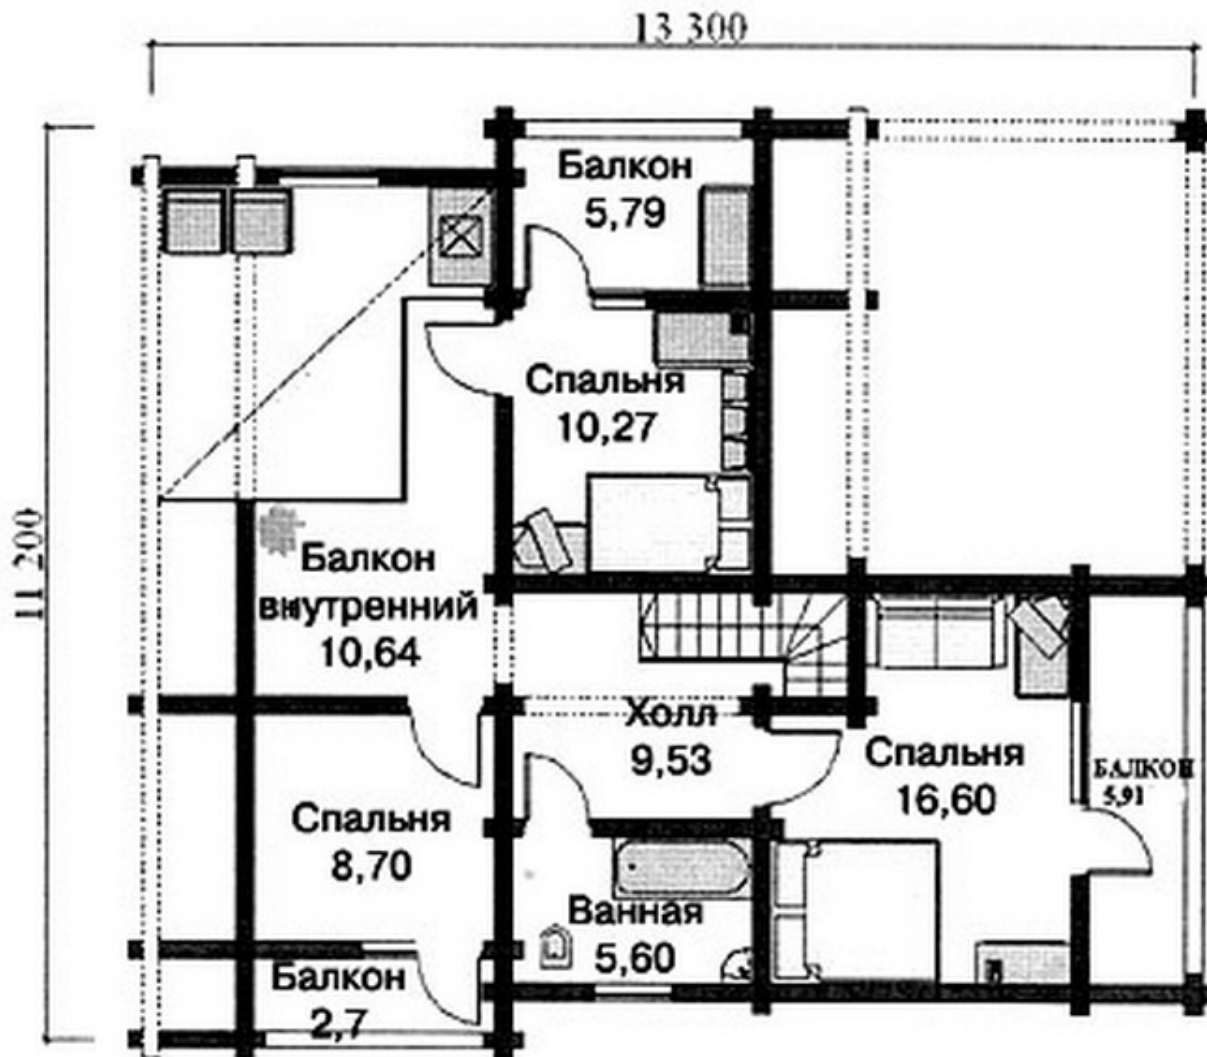 13 300
Балкон
5,79
Спальня
10,27
11 200
Балкон
внутренний
10,64
Холл
9,53
Спальня
16,60
БАЛКОН
5,91
Спальня
8,70
Ванная
5,60
Балкон
2,7